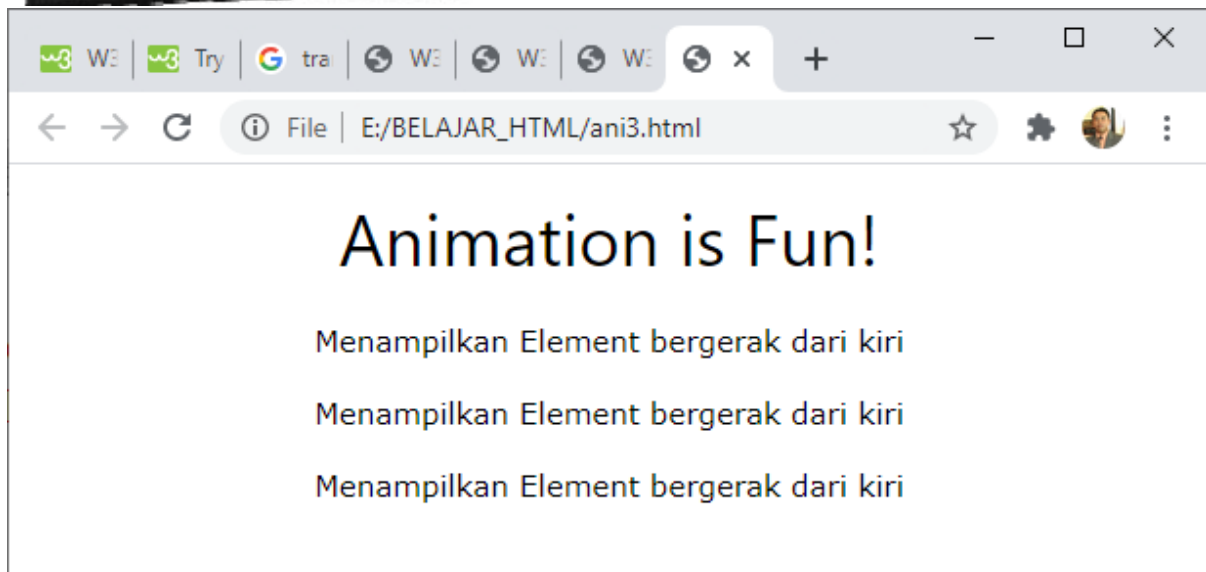 W3
Try
tra
W3
W3
W3
File
E:/BELAJAR_HTML/ani3.html
Animation is Fun!
Menampilkan Element bergerak dari kiri
Menampilkan Element bergerak dari kiri
Menampilkan Element bergerak dari kiri